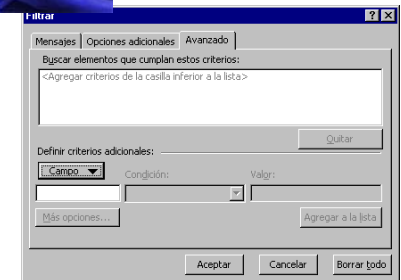 Filtrar
Mensajes Opciones adicionales Avanzado
Buscar elementos que cumplan estos criterios:
<Agregar criterios de la casilla inferior a la lista>
Quitar
Definir criterios adicionales:
Campo Condición: Valor:
Más opciones... Agregar a la lista
Aceptar Cancelar Borrar todo